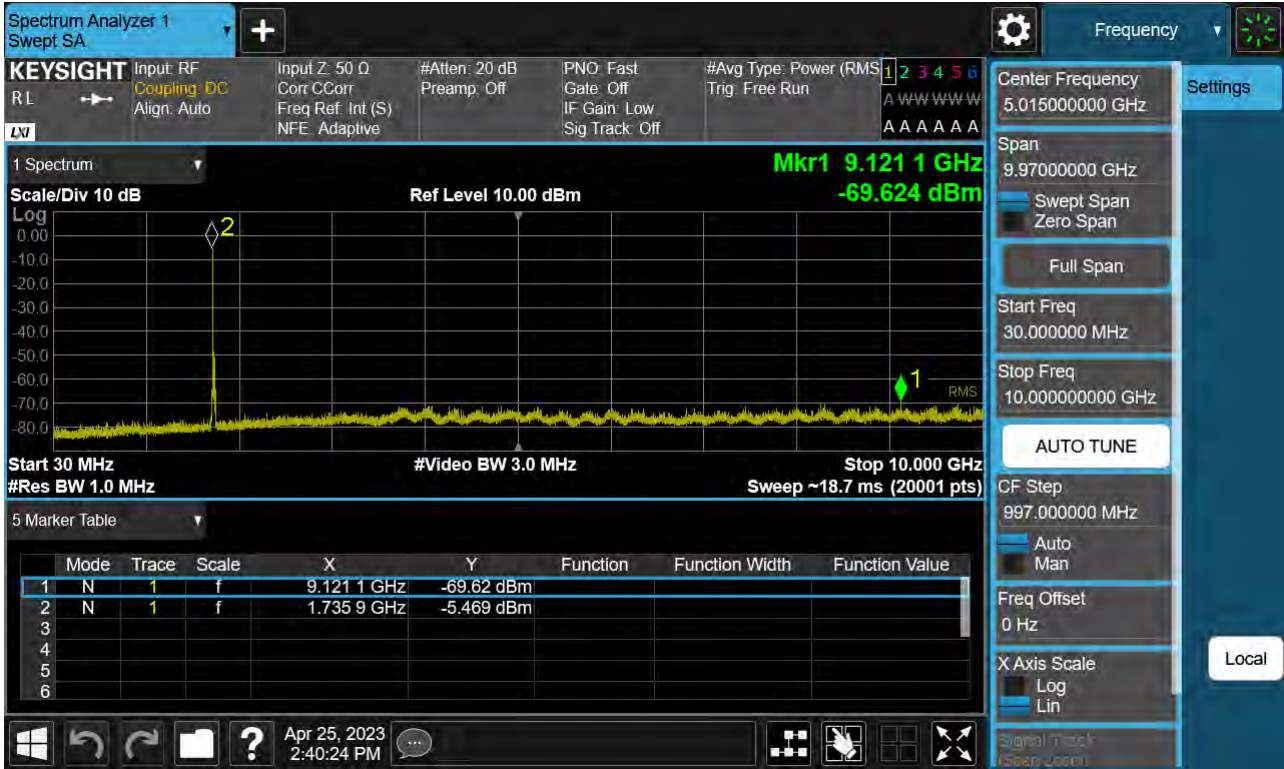 Spectrum Analyzer 1
Swept SA
+
Frequency
KEYSIGHT
RL
LXI
Input: RF
Coupling: DC
Align: Auto
Input Z: 50 Ω
Corr CCorr
Freq Ref: Int (S)
NFE: Adaptive
#Atten: 20 dB
Preamp: Off
PNO: Fast
Gate: Off
IF Gain: Low
Sig Track: Off
#Avg Type: Power (RMS
Trig: Free Run
1 2 3 4 5 6
A W W W W W
A A A A A A
1 Spectrum
Mkr1 9.121 1 GHz
-69.624 dBm
Scale/Div 10 dB
Ref Level 10.00 dBm
Log
0.00
-10.0
-20.0
-30.0
-40.0
-50.0
-60.0
-70.0
-80.0
2
1
RMS
Start 30 MHz
#Video BW 3.0 MHz
Stop 10.000 GHz
#Res BW 1.0 MHz
Sweep ~18.7 ms (20001 pts)
5 Marker Table
Mode Trace Scale X Y Function Function Width Function Value
1 N 1 f 9.121 1 GHz -69.62 dBm
2 N 1 f 1.735 9 GHz -5.469 dBm
3
4
5
6
Apr 25, 2023
2:40:24 PM
?
Center Frequency
5.015000000 GHz
Settings
Span
9.97000000 GHz
Swept Span
Zero Span
Full Span
Start Freq
30.000000 MHz
Stop Freq
10.000000000 GHz
AUTO TUNE
CF Step
997.000000 MHz
Auto
Man
Freq Offset
0 Hz
X Axis Scale
Log
Lin
Local
Signal Track
(Span Zoom)